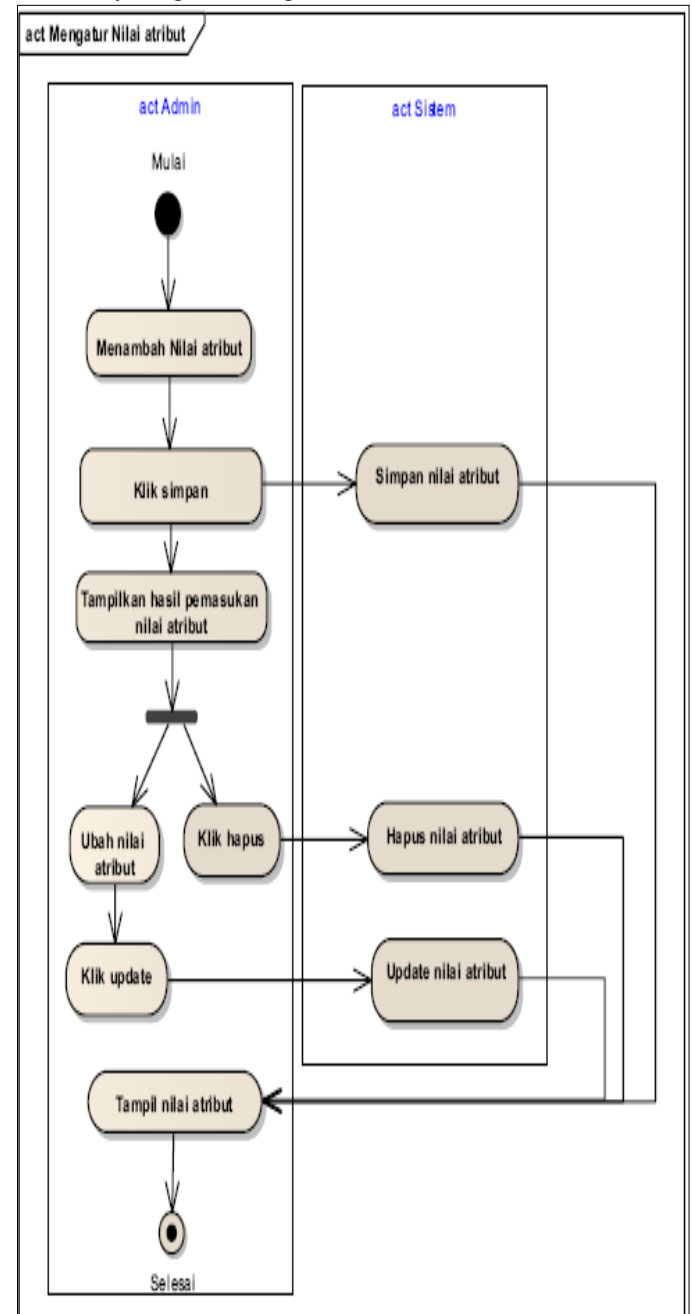 act Mengatur Nilai atribut
act Admin
act Sistem
Mulai
Menambah Nilai atribut
Klik simpan
Simpan nilai atribut
Tampilkan hasil pemasukan
nilai atribut
Ubah nilai
atribut
Klik hapus
Hapus nilai atribut
Klik update
Update nilai atribut
Tampil nilai atribut
Selesai